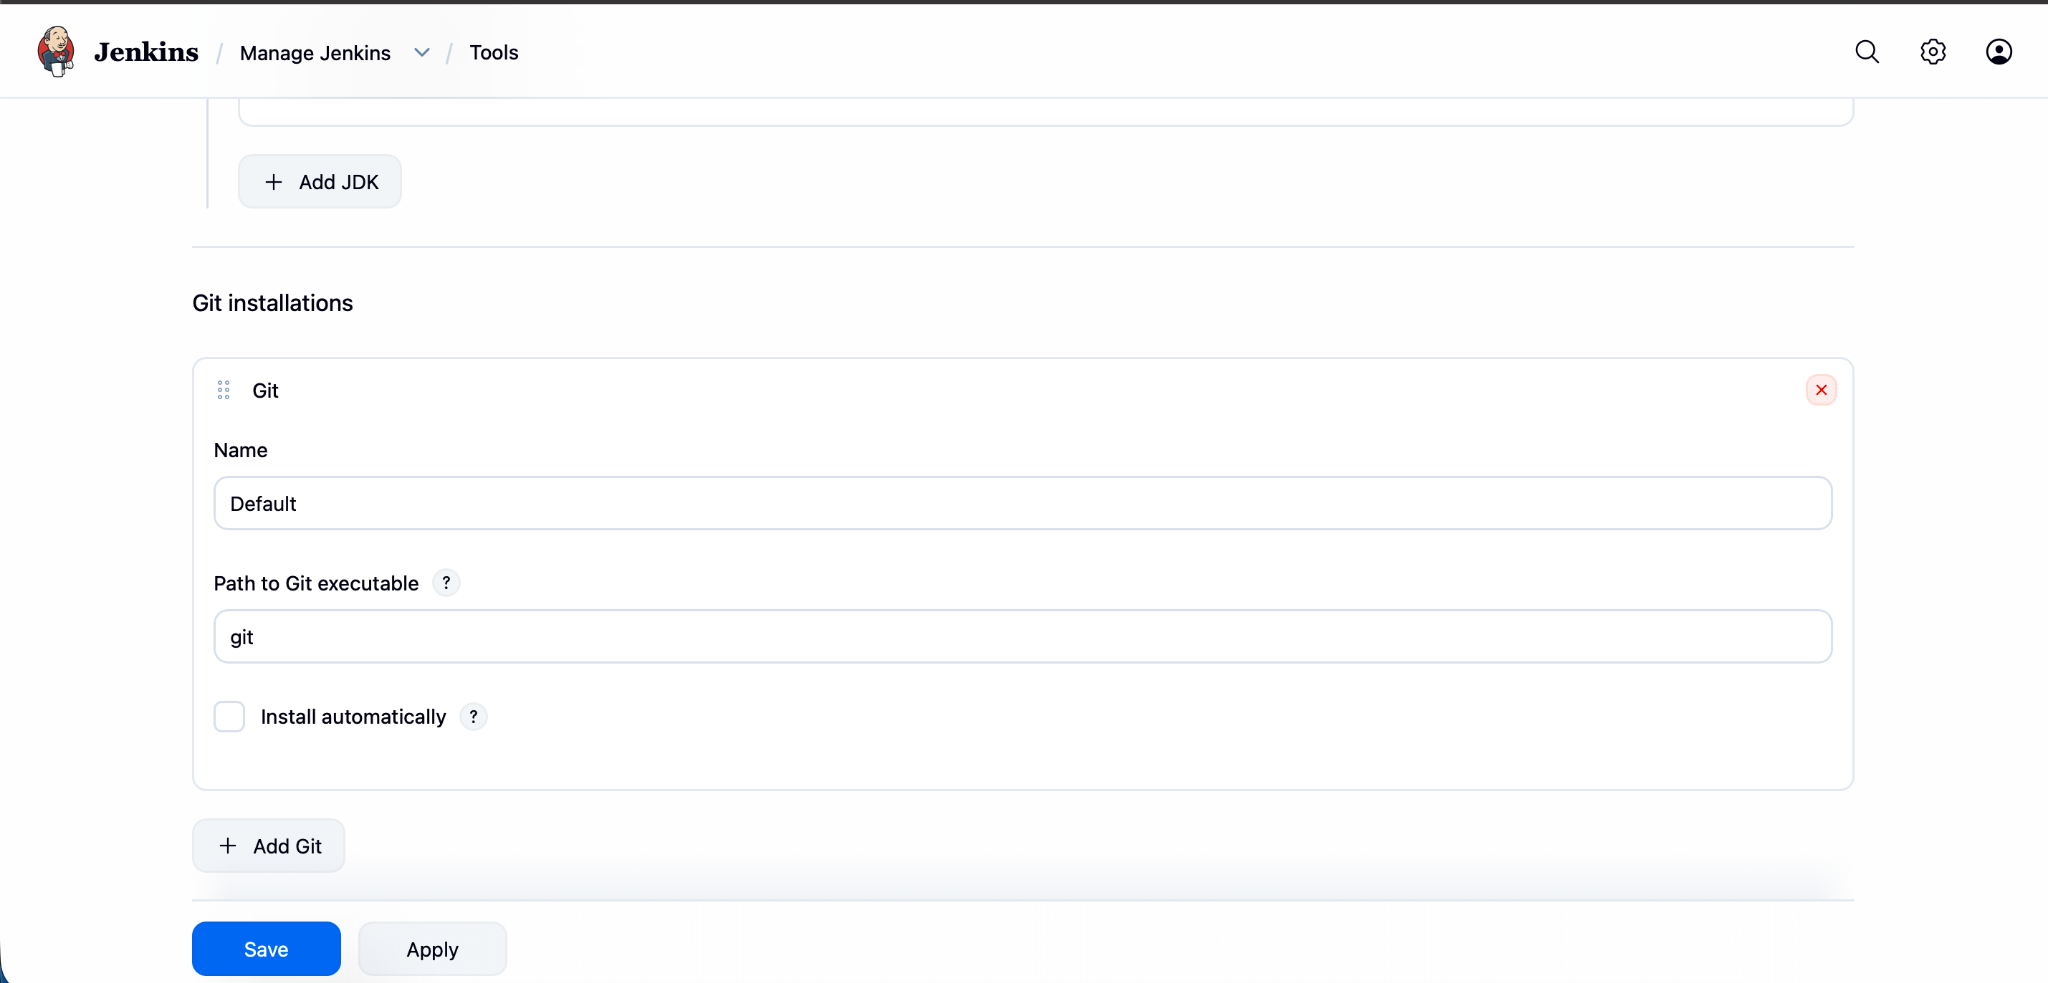 Jenkins / Manage Jenkins / Tools
+ Add JDK
Git installations
Git
Name
Default
Path to Git executable ?
git
Install automatically ?
+ Add Git
Save Apply